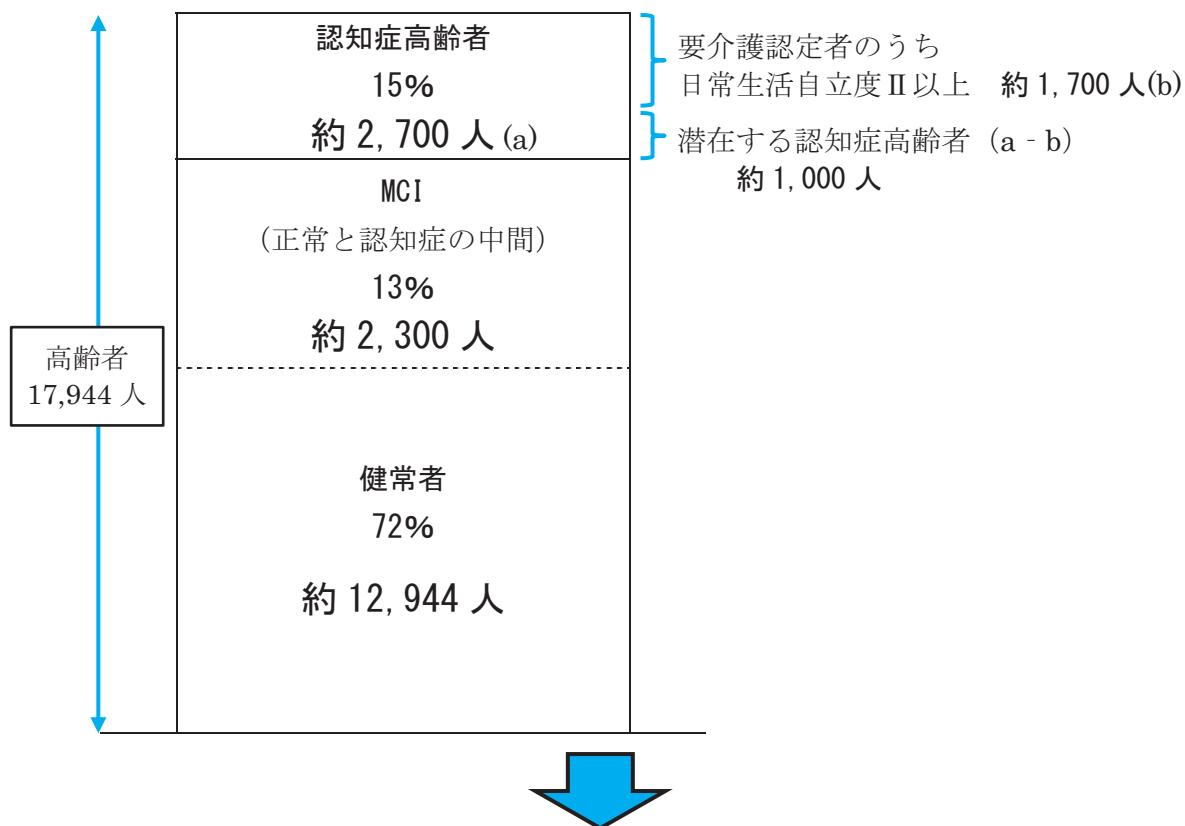 認知症高齢者
15%
約 2,700 人 (a)
要介護認定者のうち
日常生活自立度Ⅱ以上　約 1,700 人(b)
潜在する認知症高齢者（a‐b）
約 1,000 人
MCI
（正常と認知症の中間）
13%
約 2,300 人
高齢者
17,944 人
健常者
72%
約 12,944 人